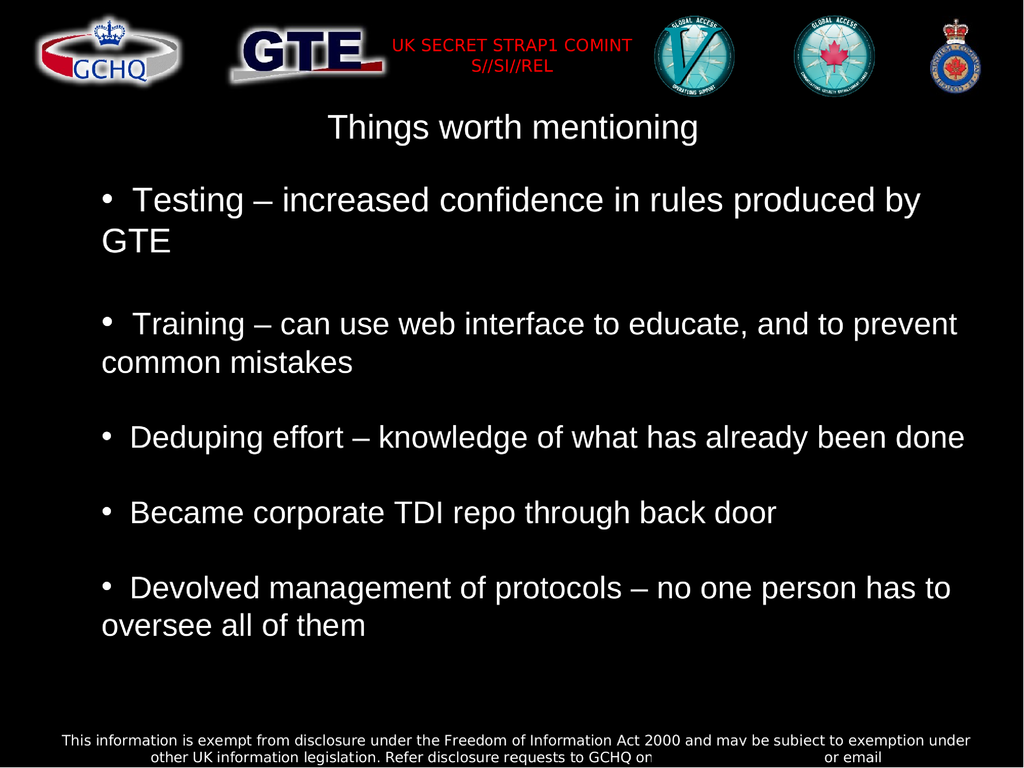 GCHQ
GTE
UK SECRET STRAP1 COMINT
S//SI//REL
GLOBAL ACCESS
V
OPERATIONS SUPPORT
GLOBAL ACCESS
Things worth mentioning
• Testing – increased confidence in rules produced by
GTE
• Training – can use web interface to educate, and to prevent
common mistakes
• Deduping effort – knowledge of what has already been done
• Became corporate TDI repo through back door
• Devolved management of protocols – no one person has to
oversee all of them
This information is exempt from disclosure under the Freedom of Information Act 2000 and may be subject to exemption under
other UK information legislation. Refer disclosure requests to GCHQ on or email